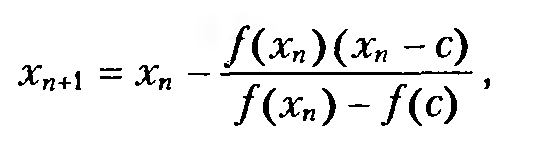 x_{n+1} = x_n - \frac{f(x_n)(x_n - c)}{f(x_n) - f(c)},